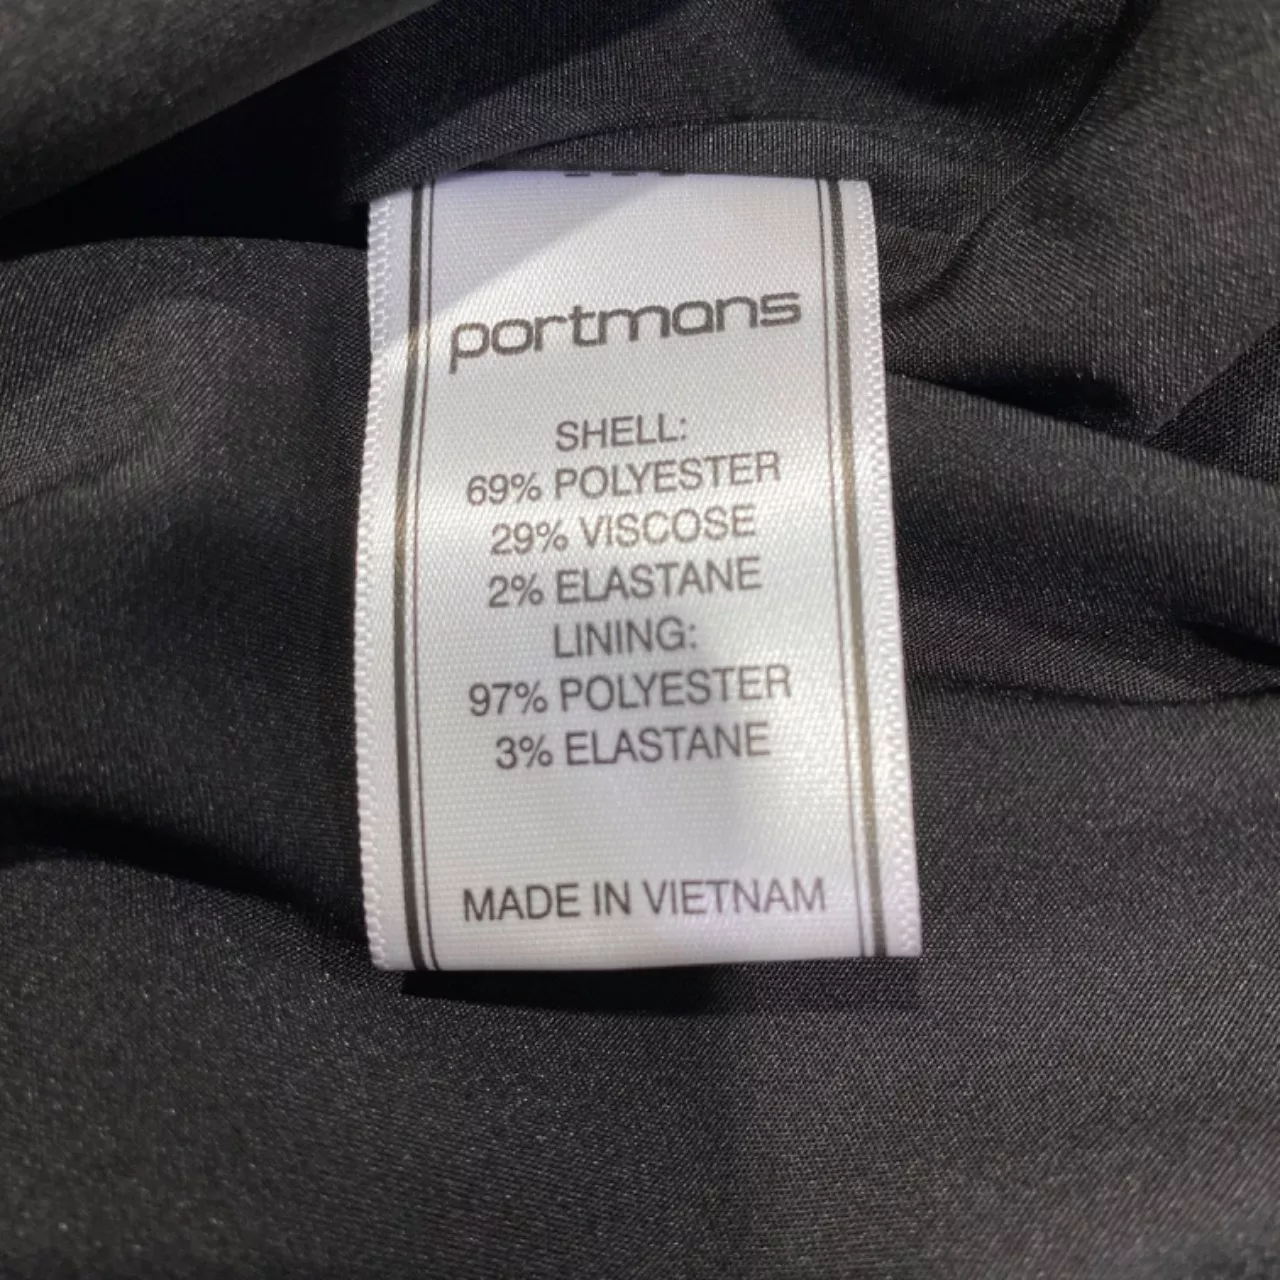 portmans
SHELL:
69% POLYESTER
29% VISCOSE
2% ELASTANE
LINING:
97% POLYESTER
3% ELASTANE
MADE IN VIETNAM